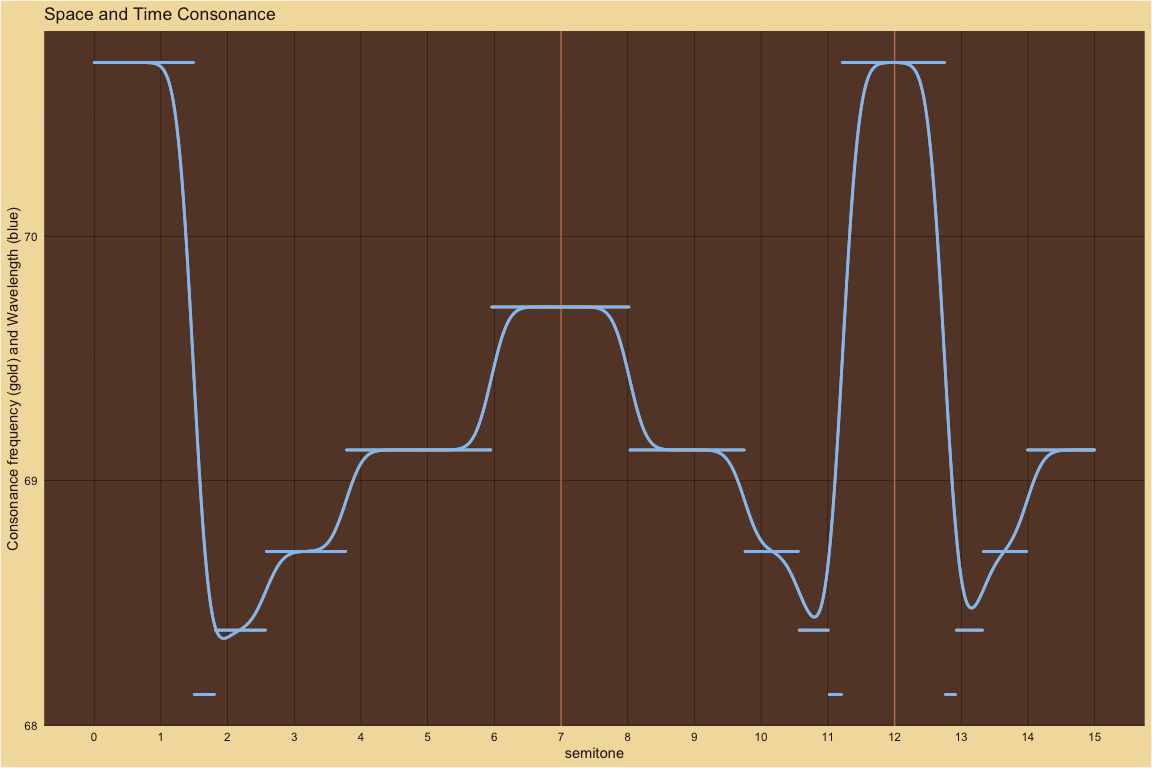 Space and Time Consonance
Consonance frequency (gold) and Wavelength (blue)
70
69
68
0 1 2 3 4 5 6 7 8 9 10 11 12 13 14 15
semitone